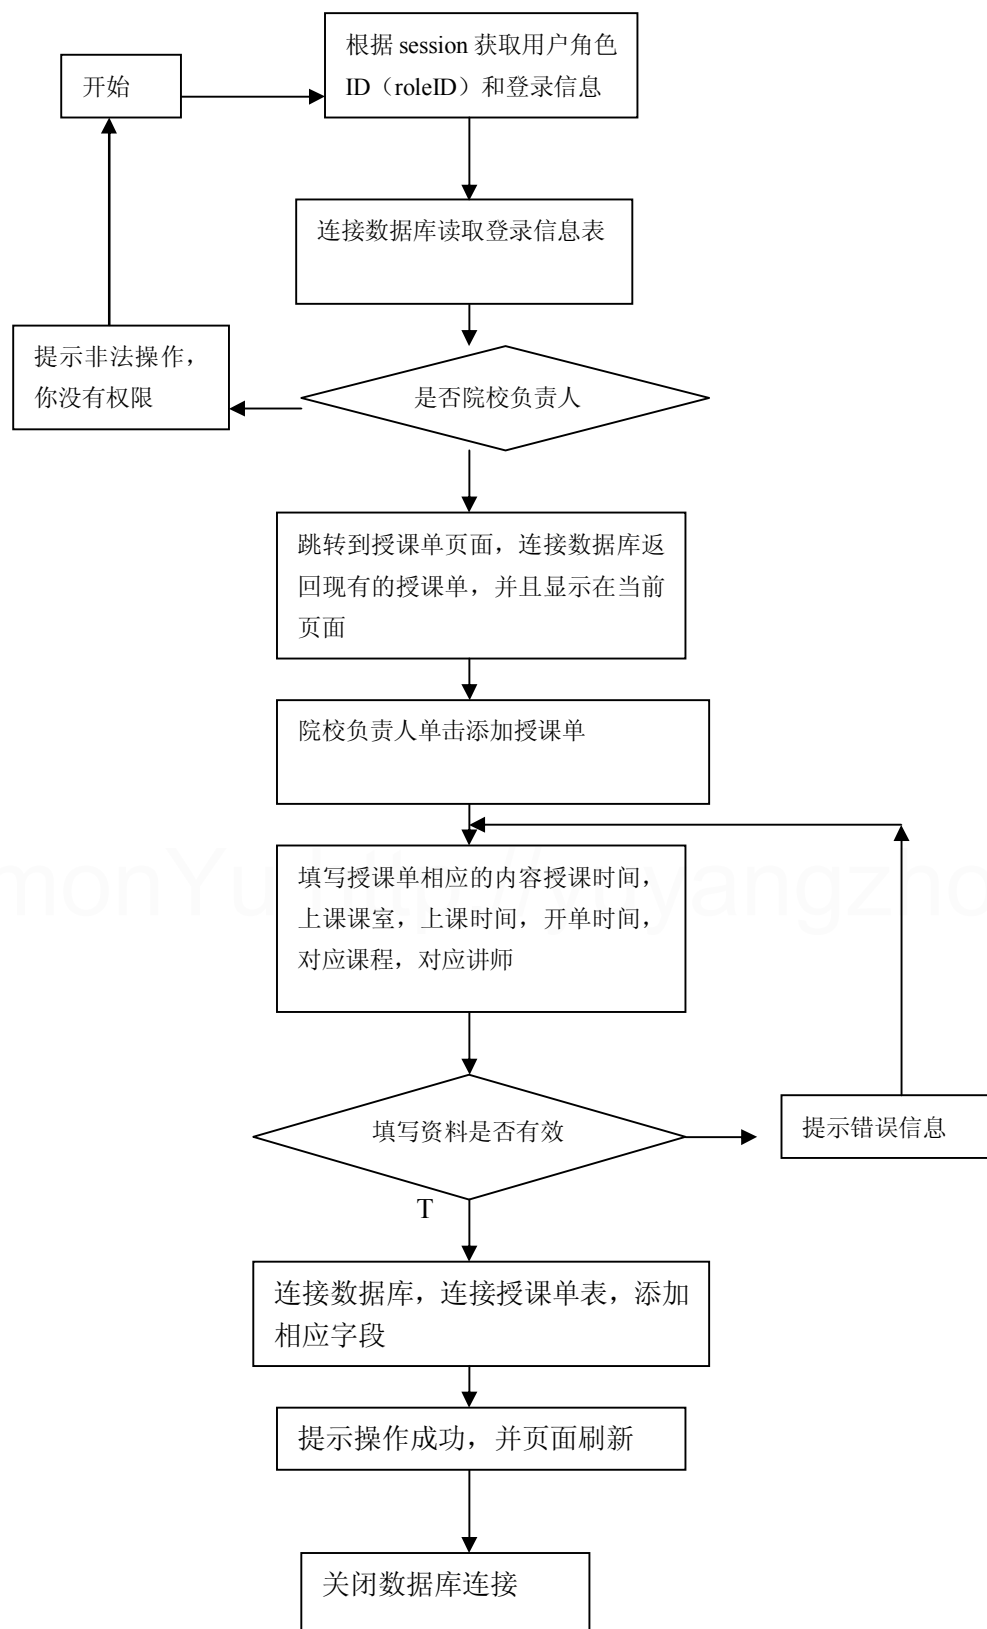 根据 session 获取用户角色
ID（roleID）和登录信息
开始
连接数据库读取登录信息表
提示非法操作，
你没有权限
是否院校负责人
跳转到授课单页面，连接数据库返
回现有的授课单，并且显示在当前
页面
院校负责人单击添加授课单
填写授课单相应的内容授课时间，
上课课室，上课时间，开单时间，
对应课程，对应讲师
填写资料是否有效
提示错误信息
T
连接数据库，连接授课单表，添加
相应字段
提示操作成功，并页面刷新
关闭数据库连接